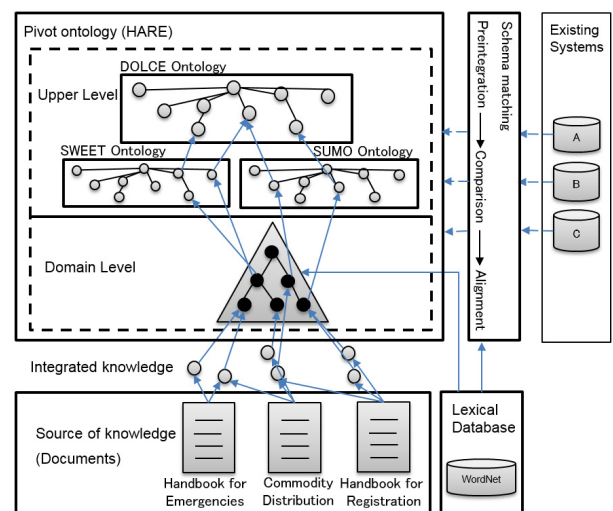 Pivot ontology (HARE)
DOLCE Ontology
Upper Level
SWEET Ontology
SUMO Ontology
Domain Level
Integrated knowledge
Source of knowledge
(Documents)
Handbook for
Emergencies
Commodity
Distribution
Handbook for
Registration
Schema matching
Preintegration
Comparison
Alignment
Existing
Systems
A
B
C
Lexical
Database
WordNet